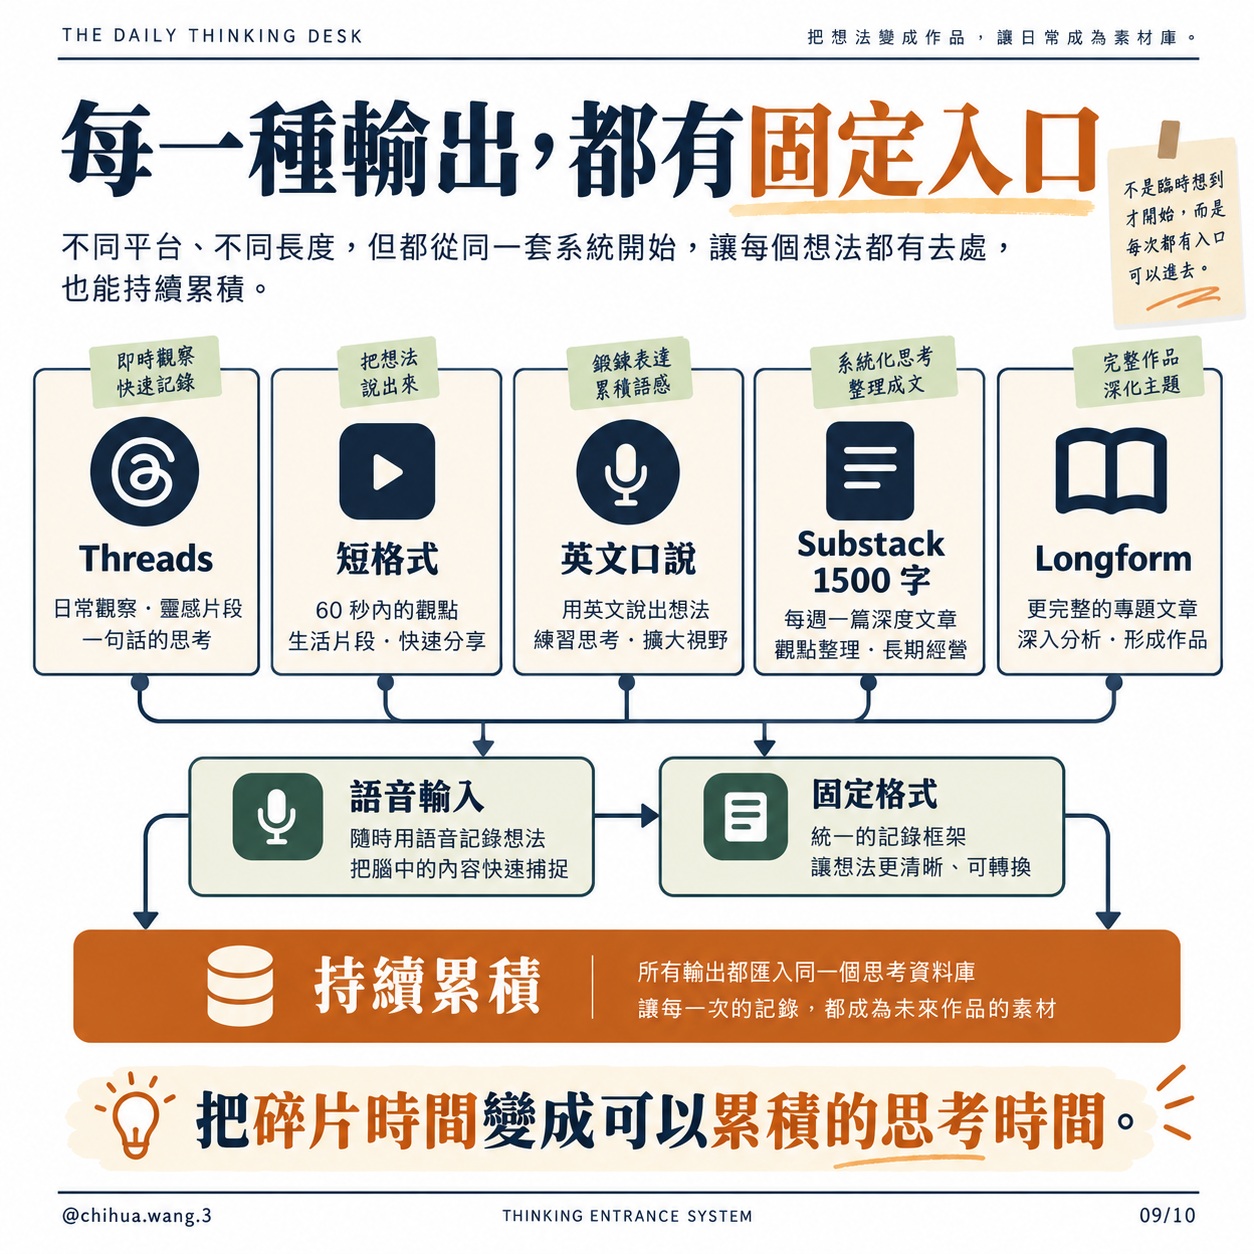 THE DAILY THINKING DESK
把想法變成作品，讓日常成為素材庫。
每一種輸出，都有固定入口
不是臨時想到
才開始，而是
每次都有入口
可以進去。
不同平台、不同長度，但都從同一套系統開始，讓每個想法都有去處，
也能持續累積。
即時觀察
快速記錄
Threads
日常觀察・靈感片段
一句話的思考
把想法
說出來
短格式
60 秒內的觀點
生活片段・快速分享
鍛鍊表達
累積語感
英文口說
用英文說出想法
練習思考・擴大視野
系統化思考
整理成文
Substack
1500 字
每週一篇深度文章
觀點整理・長期經營
完整作品
深化主題
Longform
更完整的專題文章
深入分析・形成作品
語音輸入
隨時用語音記錄想法
把腦中的內容快速捕捉
固定格式
統一的記錄框架
讓想法更清晰、可轉換
持續累積
所有輸出都匯入同一個思考資料庫
讓每一次的記錄，都成為未來作品的素材
把碎片時間變成可以累積的思考時間。
@chihua.wang.3
THINKING ENTRANCE SYSTEM
09/10